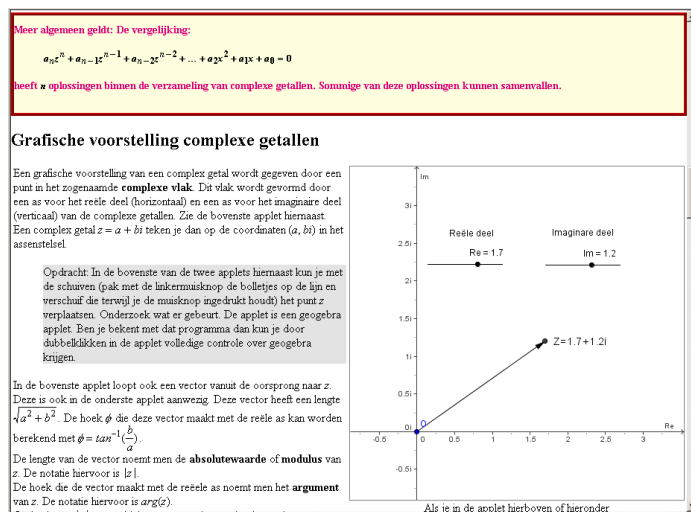 Meer algemeen geldt: De vergelijking:
aₙzⁿ + aₙ₋₁zⁿ⁻¹ + aₙ₋₂zⁿ⁻² + ... + a₂x² + a₁x + a₀ = 0
heeft n oplossingen binnen de verzameling van complexe getallen. Sommige van deze oplossingen kunnen samenvallen.
Grafische voorstelling complexe getallen
Een grafische voorstelling van een complex getal wordt gegeven door een
punt in het zogenaamde complexe vlak. Dit vlak wordt gevormd door
een as voor het reële deel (horizontaal) en een as voor het imaginaire deel
(verticaal) van de complexe getallen. Zie de bovenste applet hiernaast.
Een complex getal z = a + bi teken je dan op de coordinaten (a, bi) in het
assenstelsel.
Opdracht: In de bovenste van de twee applets hiernaast kun je met
de schuiven (pak met de linkermuisknop de bolletjes op de lijn en
verschuif die terwijl je de muisknop ingedrukt houdt) het punt z
verplaatsen. Onderzoek wat er gebeurt. De applet is een geogebra
applet. Ben je bekent met dat programma dan kun je door
dubbelklikken in de applet volledige controle over geogebra
krijgen.
In de bovenste applet loopt ook een vector vanuit de oorsprong naar z.
Deze is ook in de onderste applet aanwezig. Deze vector heeft een lengte
√(a² + b²). De hoek ϕ die deze vector maakt met de reële as kan worden
berekend met ϕ = tan⁻¹(b/a).
De lengte van de vector noemt men de absolutewaarde of modulus van
z. De notatie hiervoor is |z|.
De hoek die de vector maakt met de reëele as noemt men het argument
van z. De notatie hiervoor is arg(z).
Im
3i
2.5i
2i
1.5i
1i
0.5i
0i
-0.5i
Reële deel
Re = 1.7
Imaginaire deel
Im = 1.2
Z=1.7+1.2i
O
Re
-0.5 0 0.5 1 1.5 2 2.5 3
Als je in de applet hierboven of hieronder